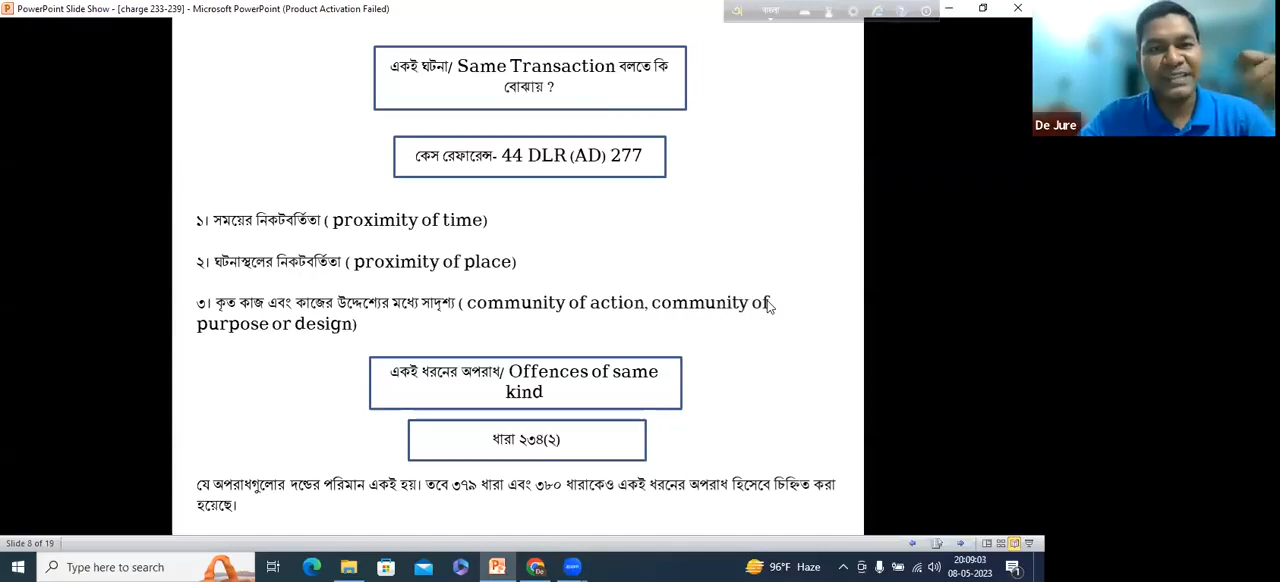 PowerPoint Slide Show - [charge 233-239] - Microsoft PowerPoint (Product Activation Failed)
বাংলা
একই ঘটনা/ Same Transaction বলতে কি
বোঝায় ?
De Jure
কেস রেফারেন্স- 44 DLR (AD) 277
১। সময়ের নিকটবর্তিতা ( proximity of time)
২। ঘটনাস্থলের নিকটবর্তিতা ( proximity of place)
৩। কৃত কাজ এবং কাজের উদ্দেশ্যের মধ্যে সাদৃশ্য ( community of action, community of
purpose or design)
একই ধরনের অপরাধ/ Offences of same
kind
ধারা ২৩৪(২)
যে অপরাধগুলোর দন্ডের পরিমান একই হয়। তবে ৩৭৯ ধারা এবং ৩৮০ ধারাকেও একই ধরনের অপরাধ হিসেবে চিহ্নিত করা
হয়েছে।
Slide 8 of 19
Type here to search
96°F Haze
20:09:03
08-05-2023